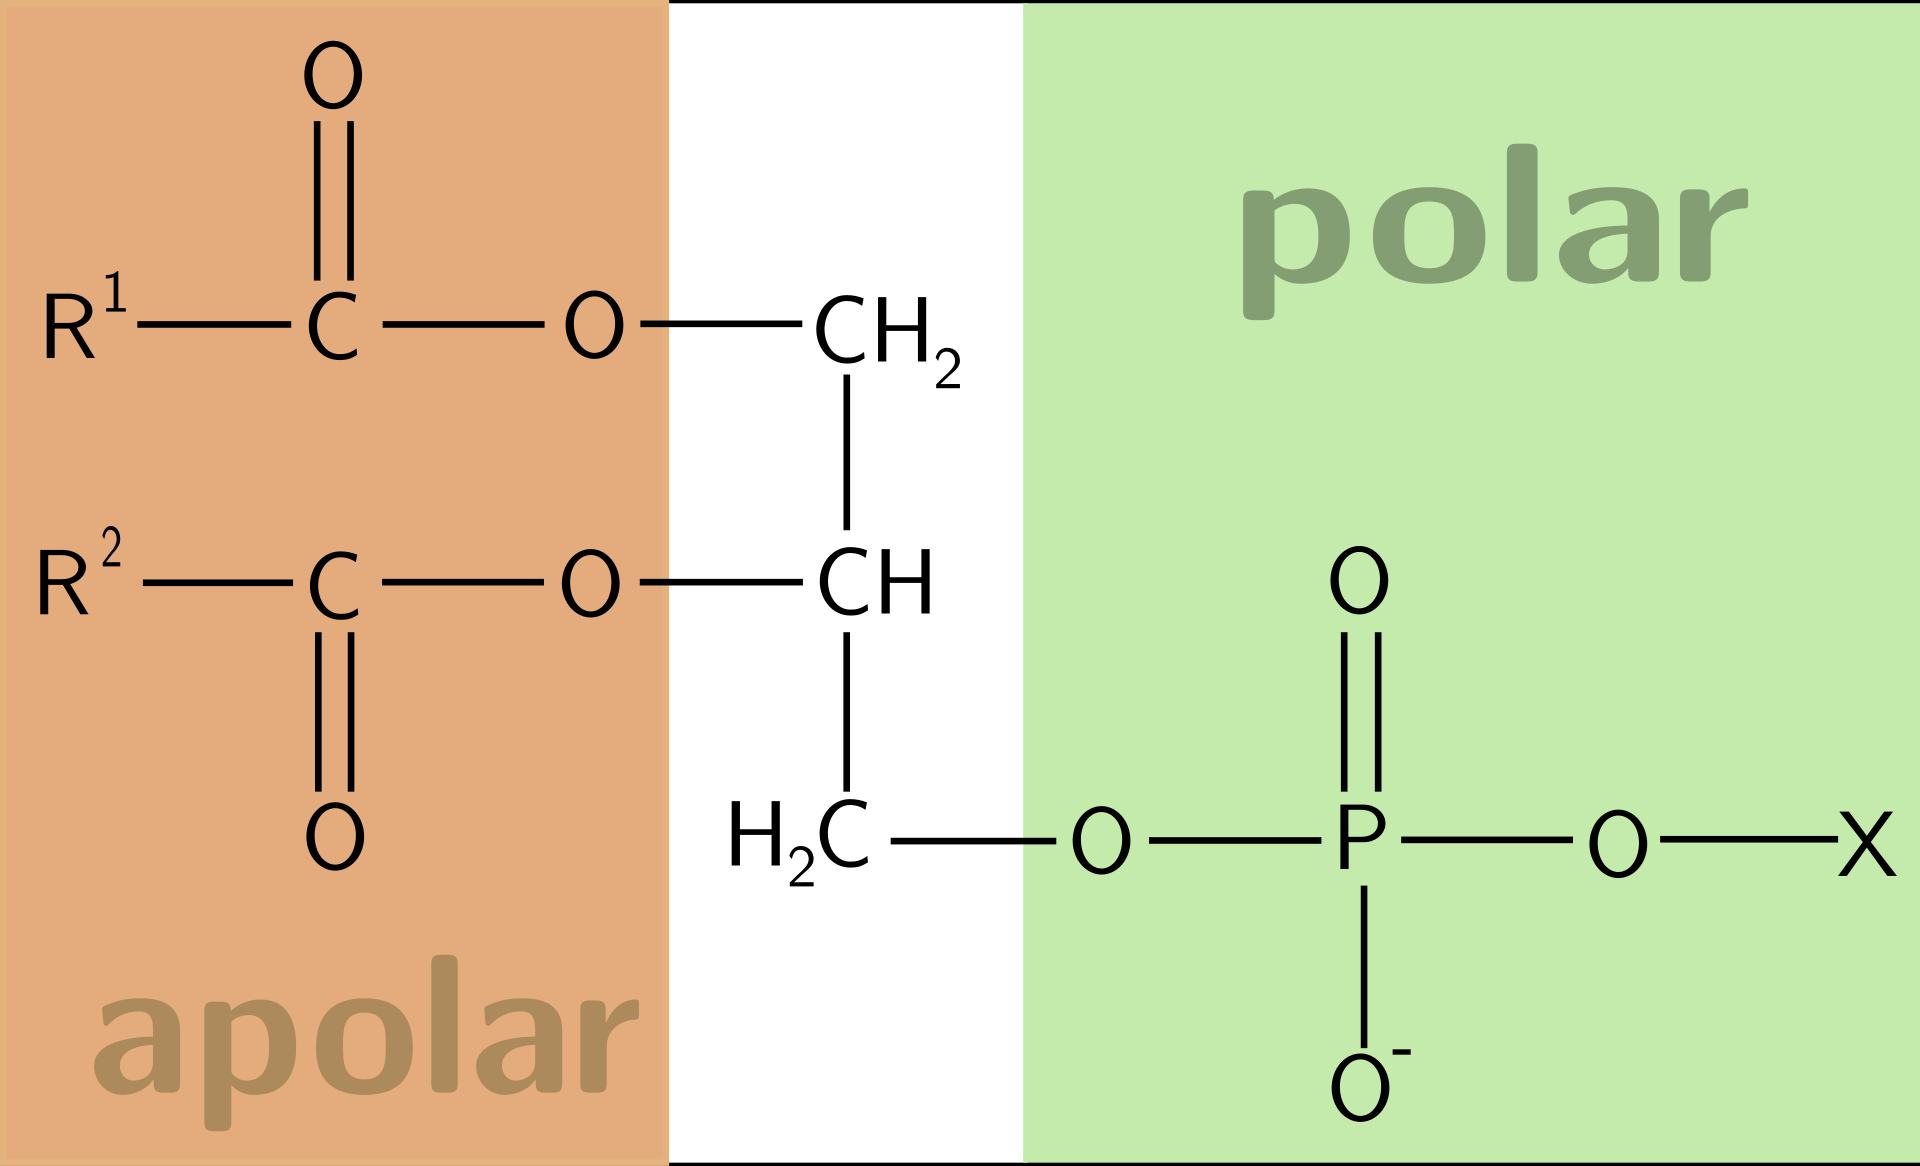 O
polar
R¹ C O CH₂
R² C O CH O
O H₂C O P O X
apolar
O⁻